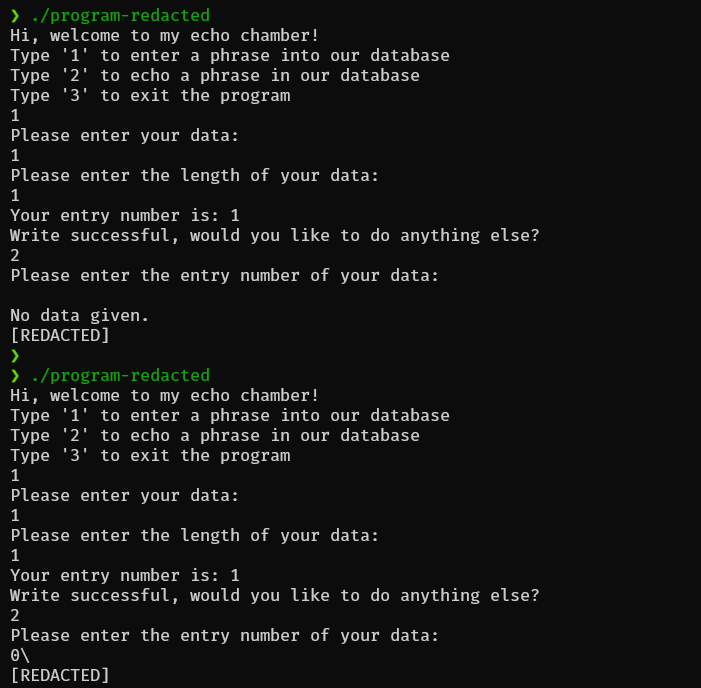 ❯ ./program-redacted
Hi, welcome to my echo chamber!
Type '1' to enter a phrase into our database
Type '2' to echo a phrase in our database
Type '3' to exit the program
1
Please enter your data:
1
Please enter the length of your data:
1
Your entry number is: 1
Write successful, would you like to do anything else?
2
Please enter the entry number of your data:

No data given.
[REDACTED]
❯
❯ ./program-redacted
Hi, welcome to my echo chamber!
Type '1' to enter a phrase into our database
Type '2' to echo a phrase in our database
Type '3' to exit the program
1
Please enter your data:
1
Please enter the length of your data:
1
Your entry number is: 1
Write successful, would you like to do anything else?
2
Please enter the entry number of your data:
0\
[REDACTED]